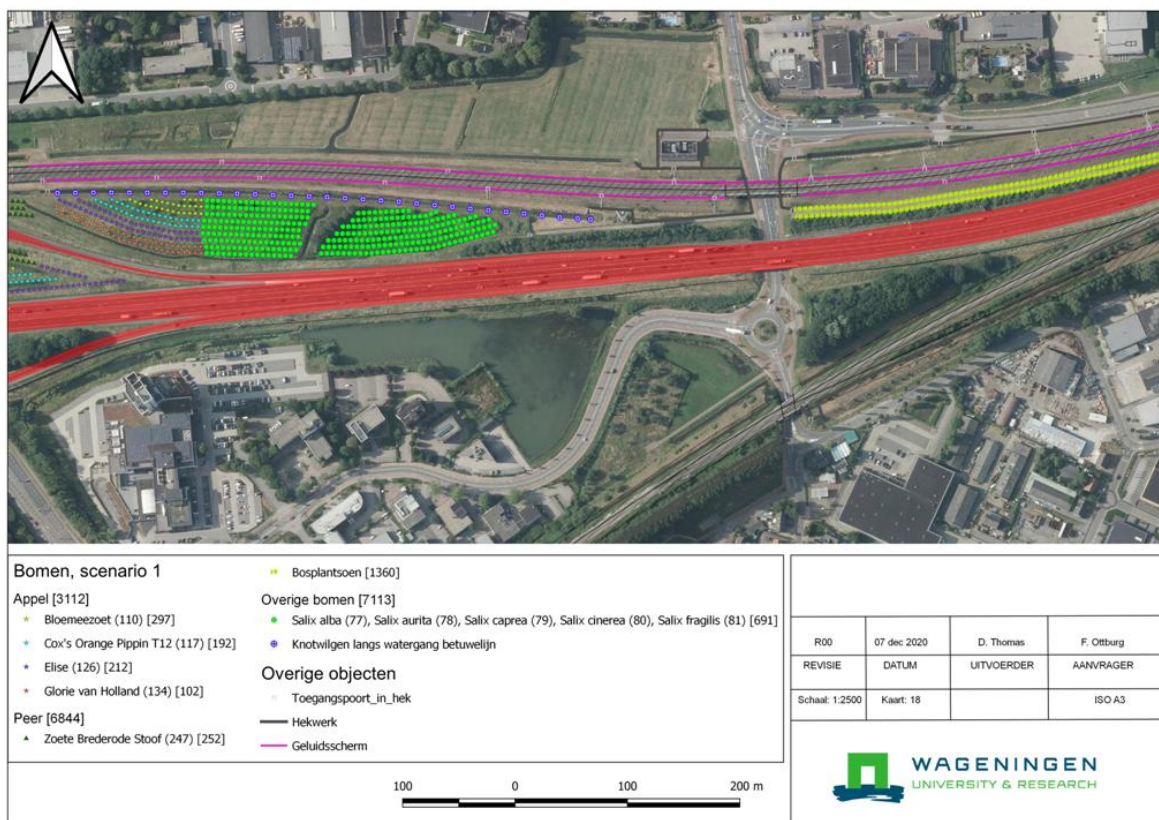 Bomen, scenario 1
Appel [3112]
Bloemeezoet (110) [297]
Cox's Orange Pippin T12 (117) [192]
Elise (126) [212]
Glorie van Holland (134) [102]
Peer [6844]
Zoete Brederode Stoof (247) [252]
Bosplantsoen [1360]
Overige bomen [7113]
Salix alba (77), Salix aurita (78), Salix caprea (79), Salix cinerea (80), Salix fragilis (81) [691]
Knotwilgen langs watergang betuwelijn
Overige objecten
Toegangspoort_in_hek
Hekwerk
Geluidsscherm
100 0 100 200 m
R00 07 dec 2020 D. Thomas F. Ottburg
REVISIE DATUM UITVOERDER AANVRAGER
Schaal: 1:2500 Kaart: 18 ISO A3
WAGENINGEN
UNIVERSITY & RESEARCH